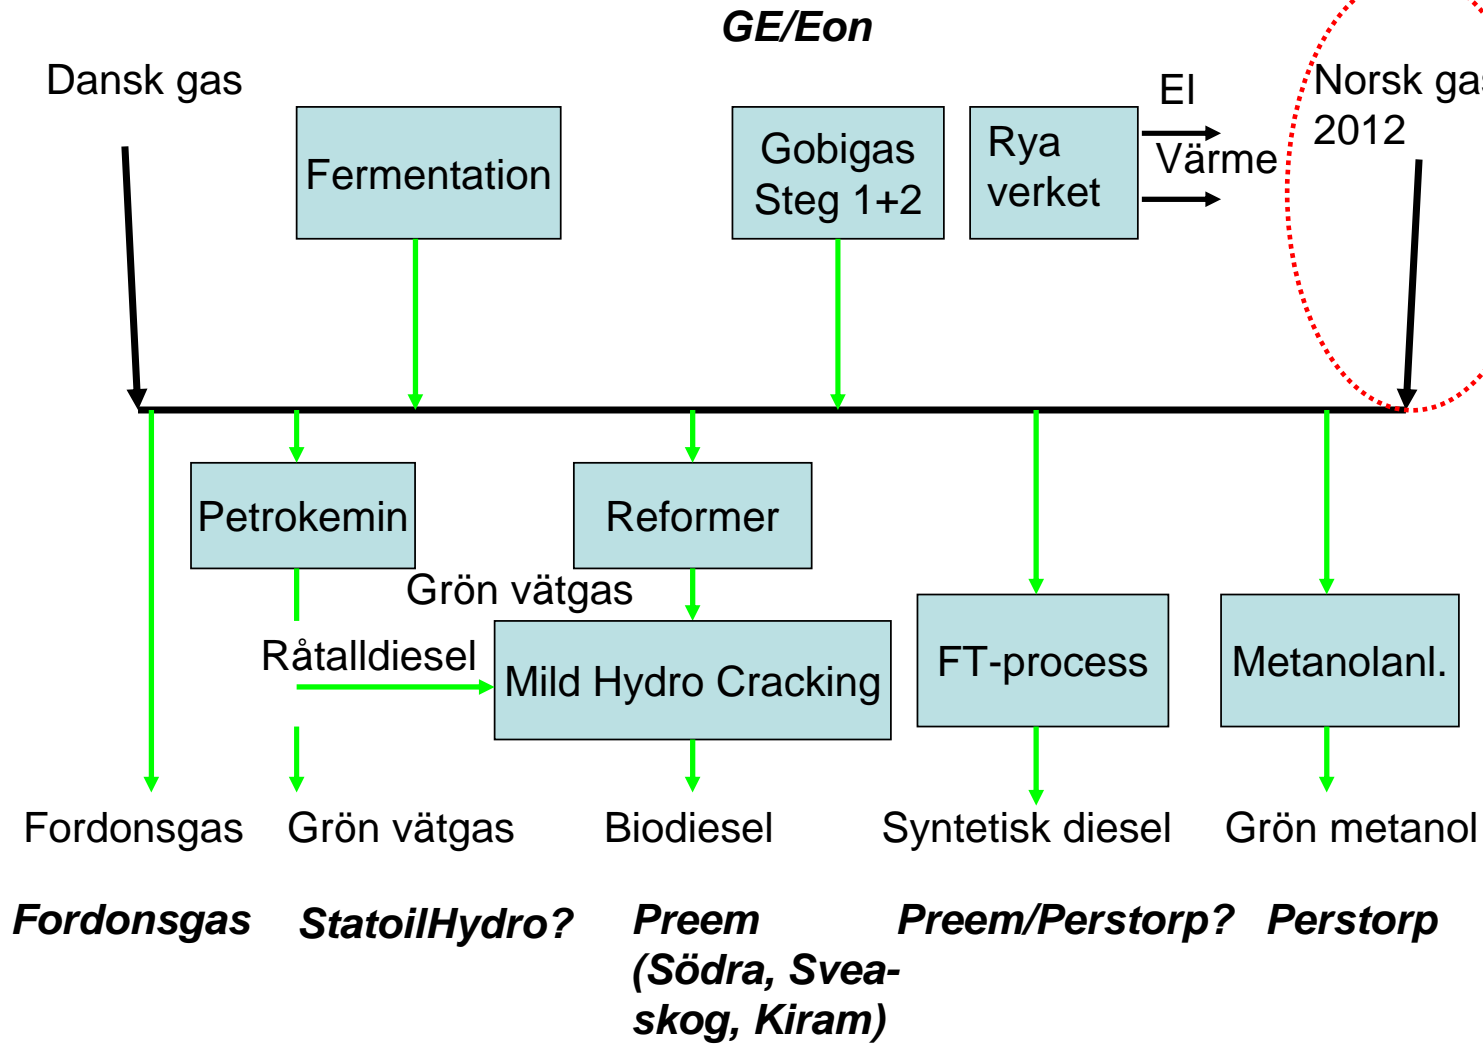 GE/Eon
Dansk gas
El
Norsk gas
2012
Fermentation
Gobigas
Steg 1+2
Rya
verket
Värme
Petrokemin
Reformer
Grön vätgas
Råtalldiesel
Mild Hydro Cracking
FT-process
Metanolanl.
Fordonsgas
Grön vätgas
Biodiesel
Syntetisk diesel
Grön metanol
Fordonsgas
StatoilHydro?
Preem
(Södra, Svea-
skog, Kiram)
Preem/Perstorp?
Perstorp